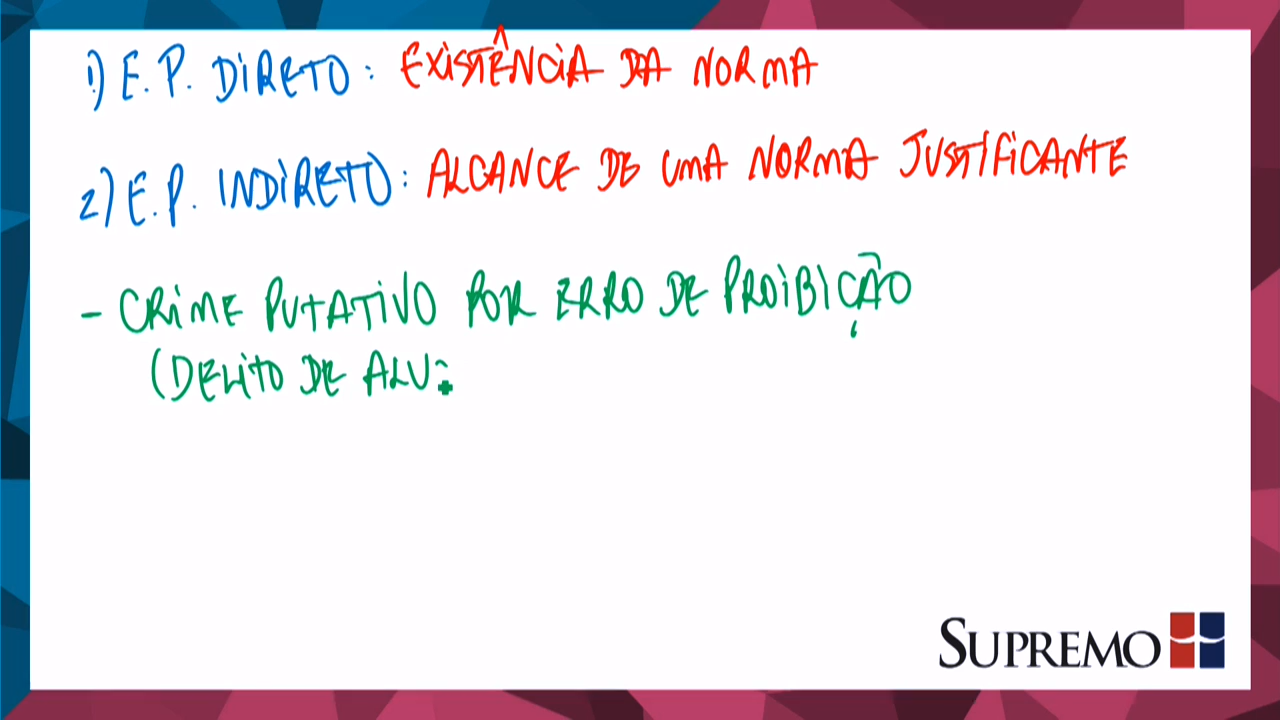 1) E. P. DIRETO: EXISTÊNCIA DA NORMA
2) E. P. INDIRETO: ALCANCE DE UMA NORMA JUSTIFICANTE
- CRIME PUTATIVO POR ERRO DE PROIBIÇÃO
(DELITO DE ALU
SUPREMO